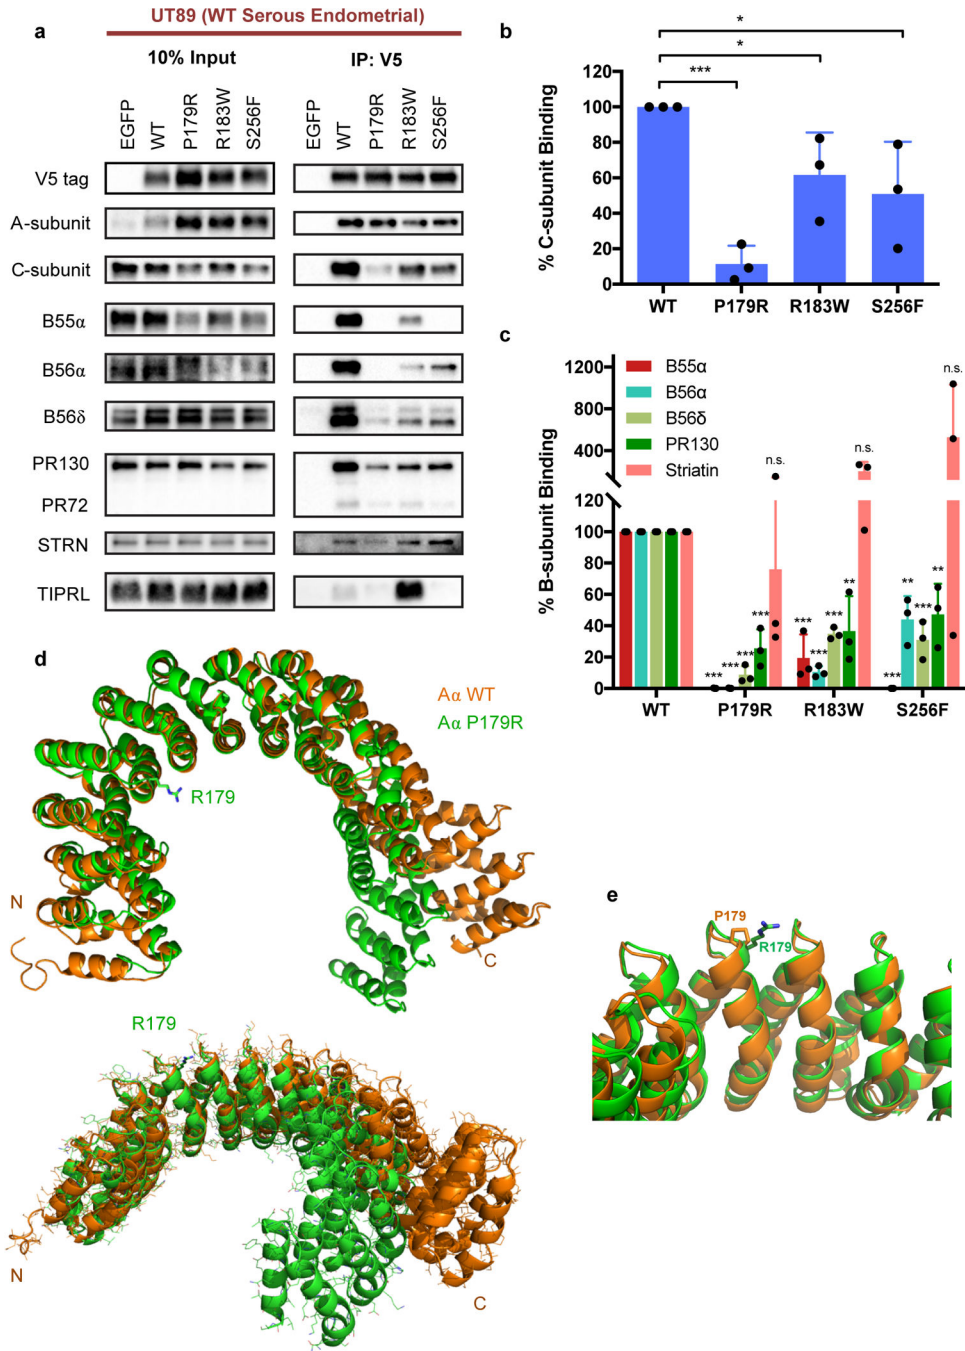 UT89 (WT Serous Endometrial)
a
10% Input
IP: V5
EGFP
WT
P179R
R183W
S256F
EGFP
WT
P179R
R183W
S256F
V5 tag
A-subunit
C-subunit
B55α
B56α
B56δ
PR130
PR72
STRN
TIPRL
b
*
*
***
% C-subunit Binding
120
100
80
60
40
20
0
WT
P179R
R183W
S256F
c
% B-subunit Binding
1200
800
400
120
100
80
60
40
20
0
B55α
B56α
B56δ
PR130
Striatin
n.s.
n.s.
n.s.
***
***
***
***
***
***
***
**
***
**
***
**
WT
P179R
R183W
S256F
d
Aα WT
Aα P179R
R179
N
C
R179
N
C
e
P179
R179